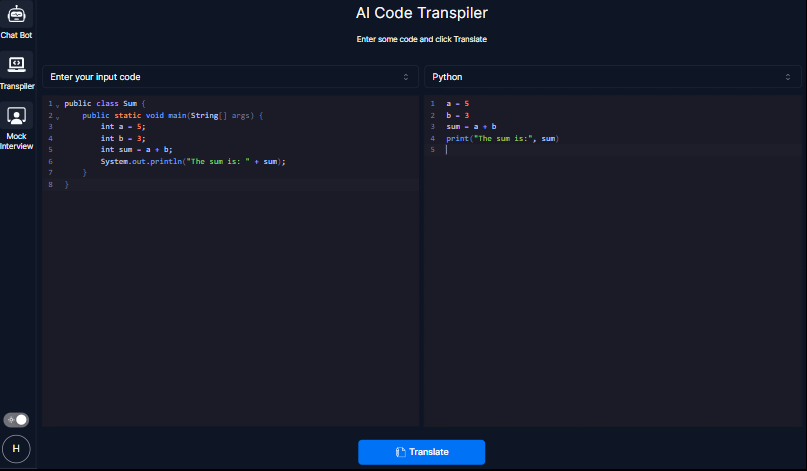 AI Code Transpiler
Enter some code and click Translate
Chat Bot
Transpiler
Mock
Interview
Enter your input code
1 public class Sum {
2 public static void main(String[] args) {
3 int a = 5;
4 int b = 3;
5 int sum = a + b;
6 System.out.println("The sum is: " + sum);
7 }
8 }
Python
1 a = 5
2 b = 3
3 sum = a + b
4 print("The sum is:", sum)
5
H
Translate